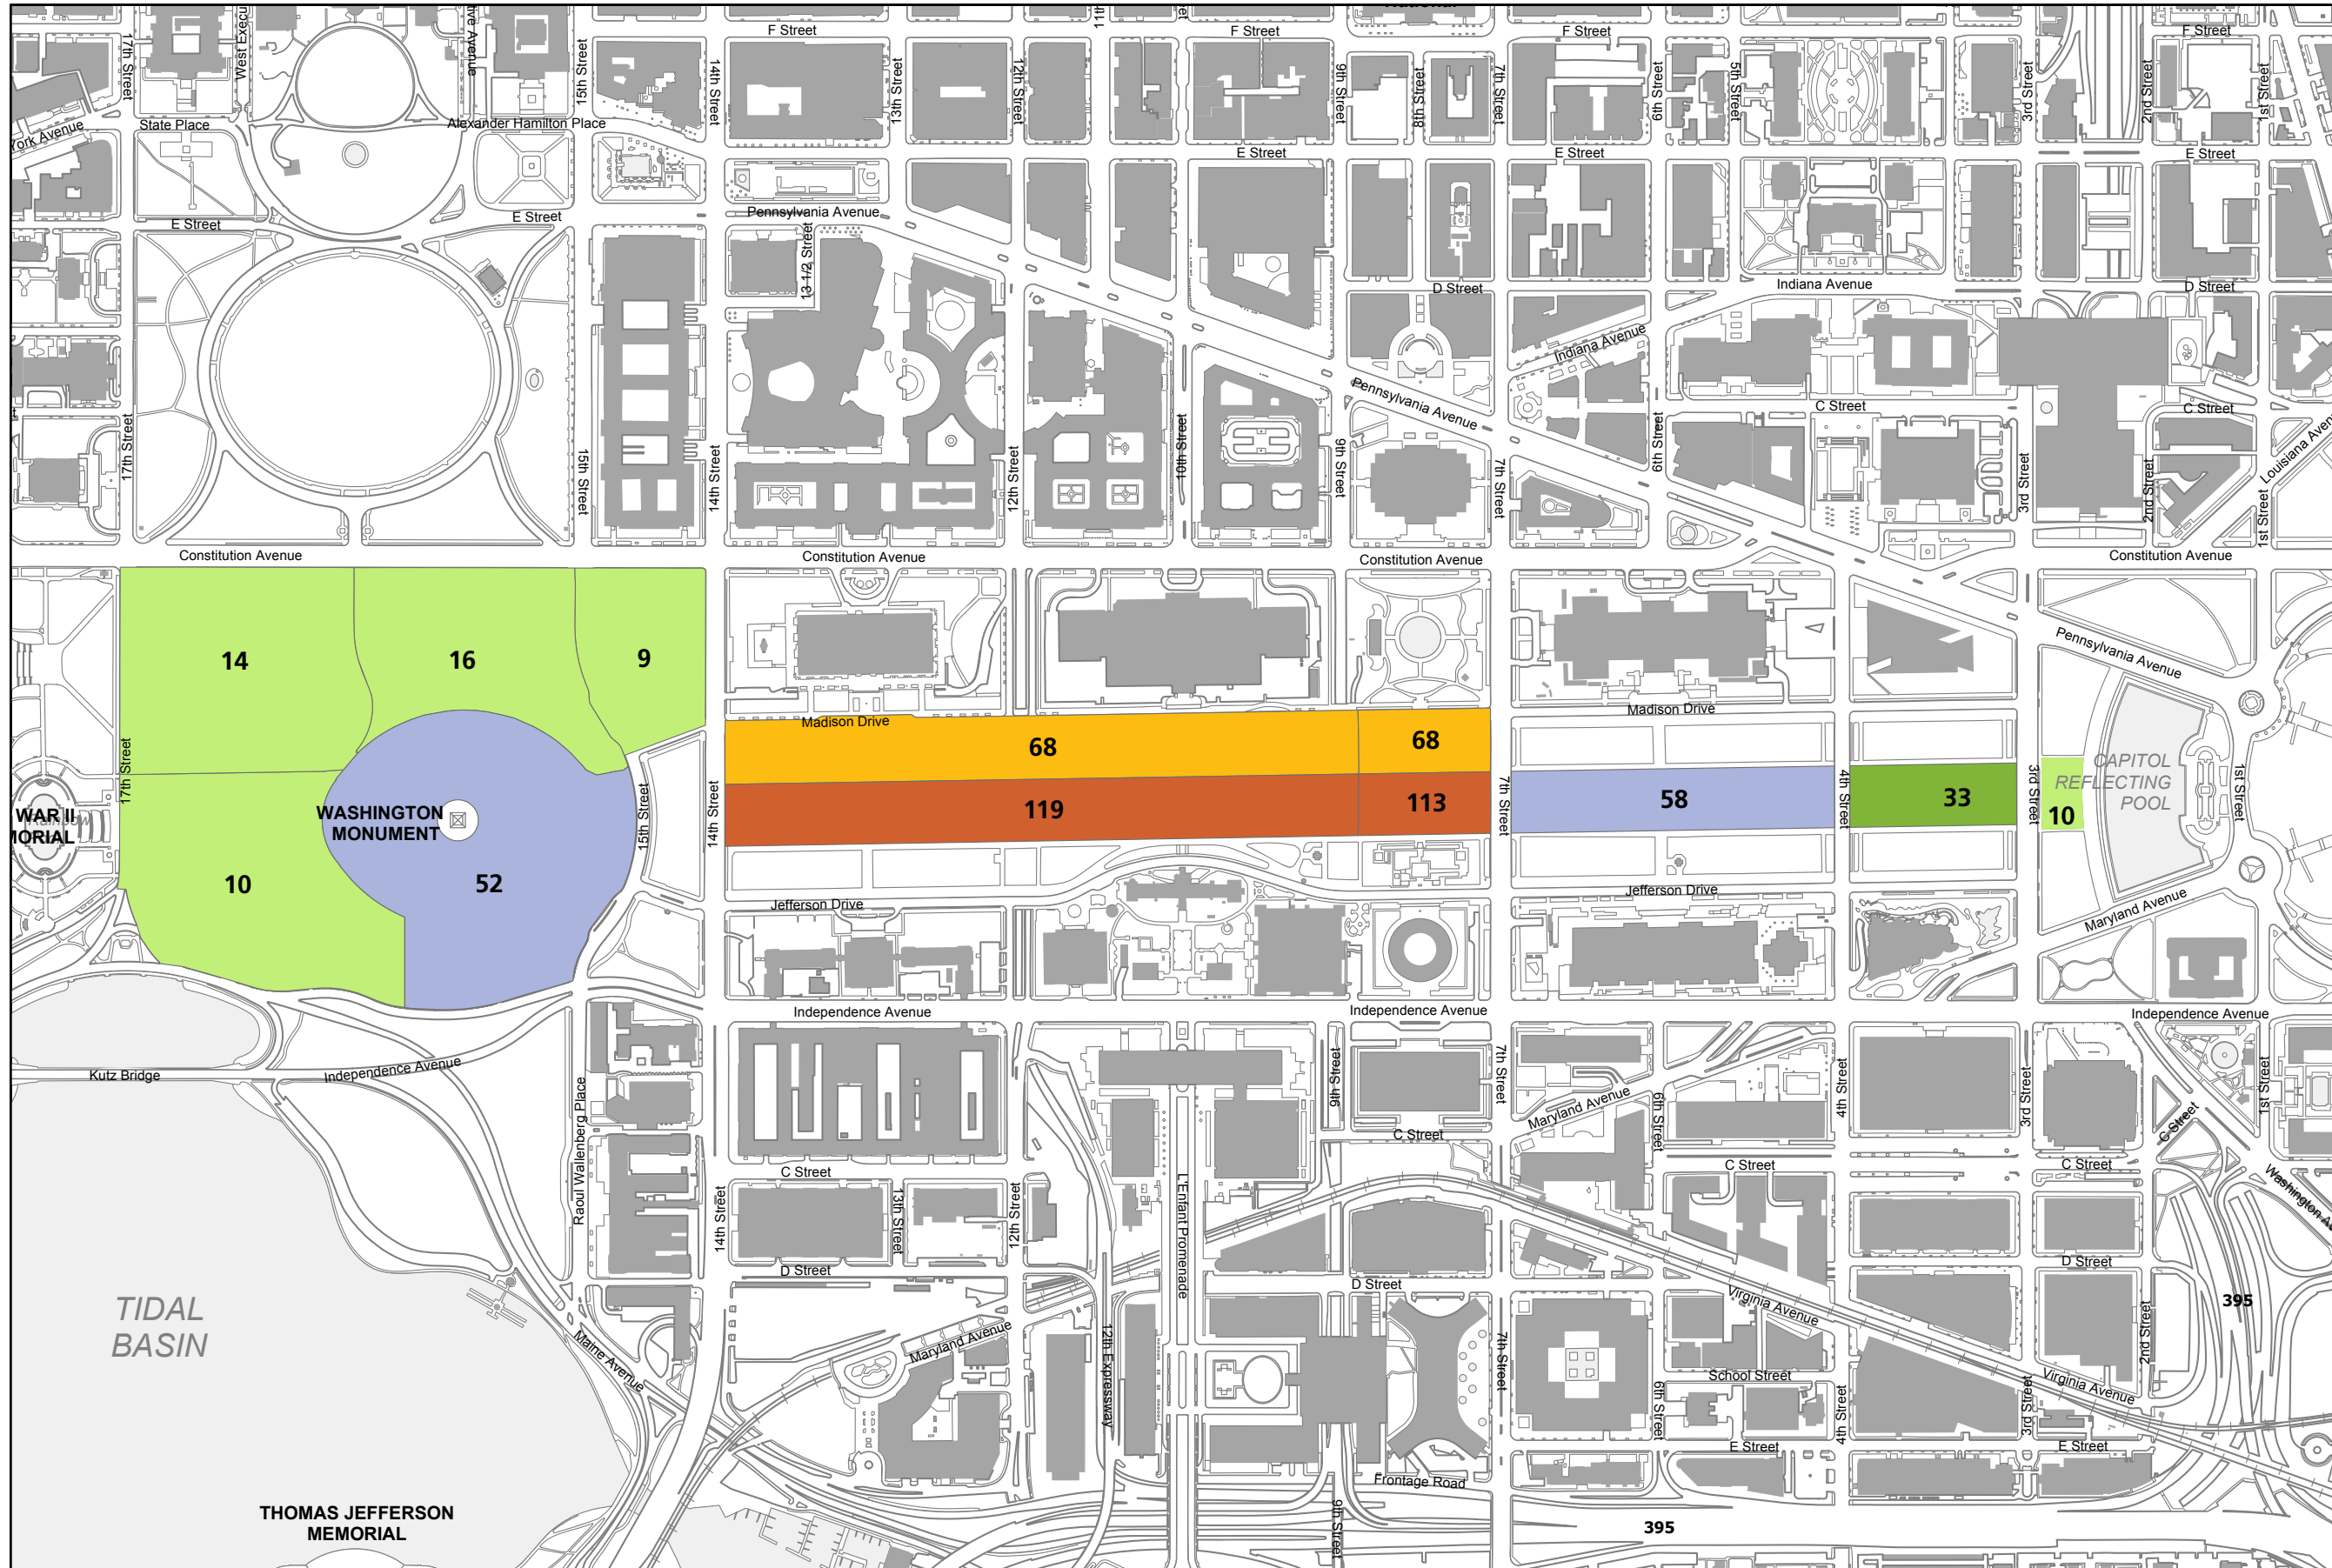 F Street
F Street
F Street
F Street
17th Street
15th Street
14th Street
13th Street
12th Street
9th Street
8th Street
7th Street
6th Street
5th Street
3rd Street
2nd Street
1st Street
11th
York Avenue
State Place
Alexander Hamilton Place
E Street
E Street
E Street
E Street
E Street
Pennsylvania Avenue
13 1/2 Street
D Street
Indiana Avenue
D Street
Indiana Avenue
Pennsylvania Avenue
C Street
C Street
17th Street
15th Street
14th Street
12th Street
10th Street
9th Street
7th Street
6th Street
3rd Street
2nd Street
1st Street
Constitution Avenue
Constitution Avenue
Constitution Avenue
Constitution Avenue
14
16
9
Pennsylvania Avenue
Madison Drive
Madison Drive
68
68
17th Street
15th Street
14th Street
7th Street
4th Street
3rd Street
1st Street
CAPITOL
REFLECTING
POOL
WAR II
WASHINGTON
MONUMENT
119
113
58
33
10
10
52
Jefferson Drive
Jefferson Drive
Maryland Avenue
Independence Avenue
Independence Avenue
Independence Avenue
Kutz Bridge
Independence Avenue
Raoul Wallenberg Place
9th Street
7th Street
Maryland Avenue
6th Street
4th Street
3rd Street
C Street
1st Street
C Street
C Street
C Street
C Street
14th Street
13th Street
12th Street
L'Enfant Promenade
D Street
D Street
D Street
TIDAL
BASIN
Maine Avenue
Maryland Avenue
12th Expressway
7th Street
Virginia Avenue
395
2nd Street
School Street
Virginia Avenue
6th Street
4th Street
3rd Street
E Street
E Street
Frontage Road
9th Street
THOMAS JEFFERSON
MEMORIAL
395